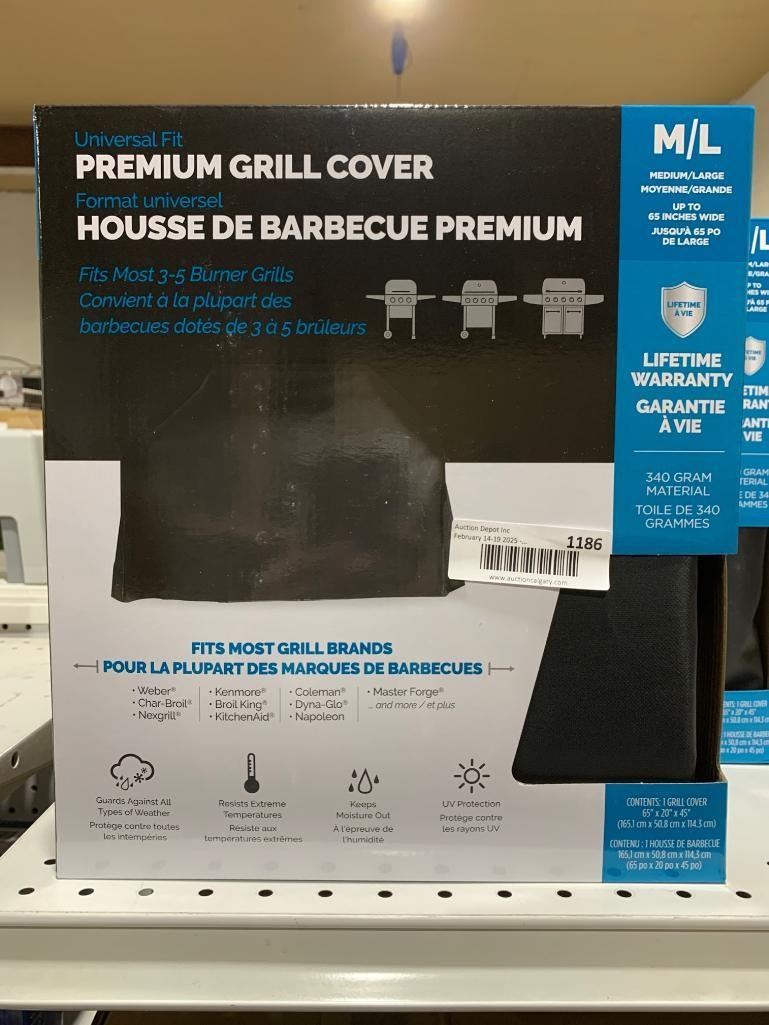 Universal Fit
PREMIUM GRILL COVER
Format universel
HOUSSE DE BARBECUE PREMIUM
Fits Most 3-5 Burner Grills
Convient à la plupart des
barbecues dotés de 3 à 5 brûleurs
M/L
MEDIUM/LARGE
MOYENNE/GRANDE
UP TO
65 INCHES WIDE
JUSQU'À 65 PO
DE LARGE
LIFETIME
À VIE
LIFETIME
WARRANTY
GARANTIE
À VIE
340 GRAM
MATERIAL
TOILE DE 340
GRAMMES
Auction Depot Inc
February 14-19 2025 -...
1186
www.auctioncalgary.com
FITS MOST GRILL BRANDS
POUR LA PLUPART DES MARQUES DE BARBECUES
• Weber®
• Char-Broil®
• Nexgrill®
• Kenmore®
• Broil King®
• KitchenAid®
• Coleman®
• Dyna-Glo®
• Napoleon
• Master Forge®
... and more / et plus
Guards Against All
Types of Weather
Protège contre toutes
les intempéries
Resists Extreme
Temperatures
Résiste aux
températures extrêmes
Keeps
Moisture Out
À l'épreuve de
l'humidité
UV Protection
Protège contre
les rayons UV
CONTENTS: 1 GRILL COVER
65" x 20" x 45"
(165.1 cm x 50.8 cm x 114.3 cm)
CONTENU : 1 HOUSSE DE BARBECUE
165,1 cm x 50,8 cm x 114,3 cm
(65 po x 20 po x 45 po)